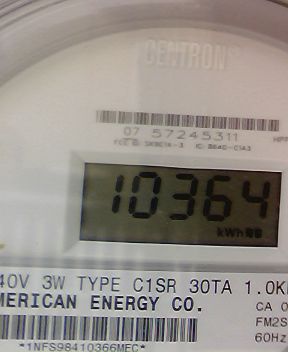 CENTRON®
07 57245311
10364
kWh
40V 3W TYPE C1SR 30TA 1.0K
MERICAN ENERGY CO.
CA 0
FM2S
60Hz
*1NFS98410366MEC*